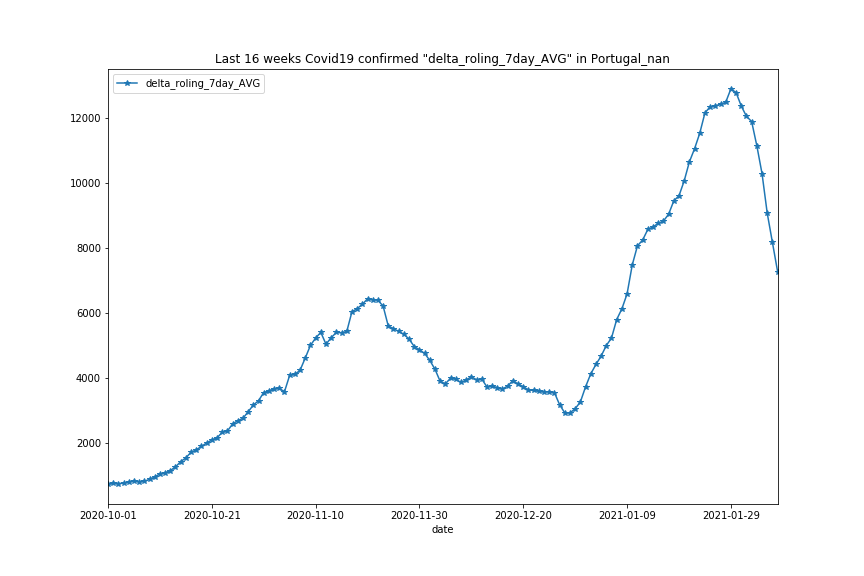 Last 16 weeks Covid19 confirmed "delta_roling_7day_AVG" in Portugal_nan
delta_roling_7day_AVG
12000
10000
8000
6000
4000
2000
2020-10-01 2020-10-21 2020-11-10 2020-11-30 2020-12-20 2021-01-09 2021-01-29
date